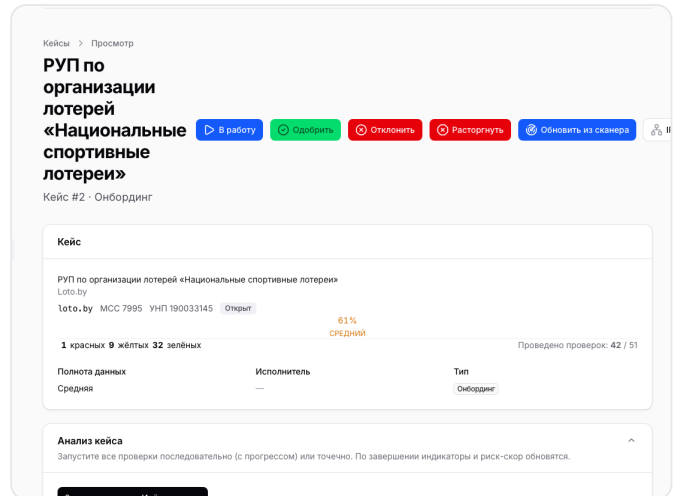 Кейсы > Просмотр
РУП по
организации
лотерей
«Национальные
спортивные
лотереи»
В работу
Одобрить
Отклонить
Расторгнуть
Обновить из сканера
Кейс #2 · Онбординг
Кейс
РУП по организации лотерей «Национальные спортивные лотереи»
Loto.by
loto.by МСС 7995 УНП 190033145 Открыт
61%
СРЕДНИЙ
1 красных 9 жёлтых 32 зелёных
Проведено проверок: 42 / 51
Полнота данных Исполнитель Тип
Средняя — Онбординг
Анализ кейса
Запустите все проверки последовательно (с прогрессом) или точечно. По завершении индикаторы и риск-скор обновятся.